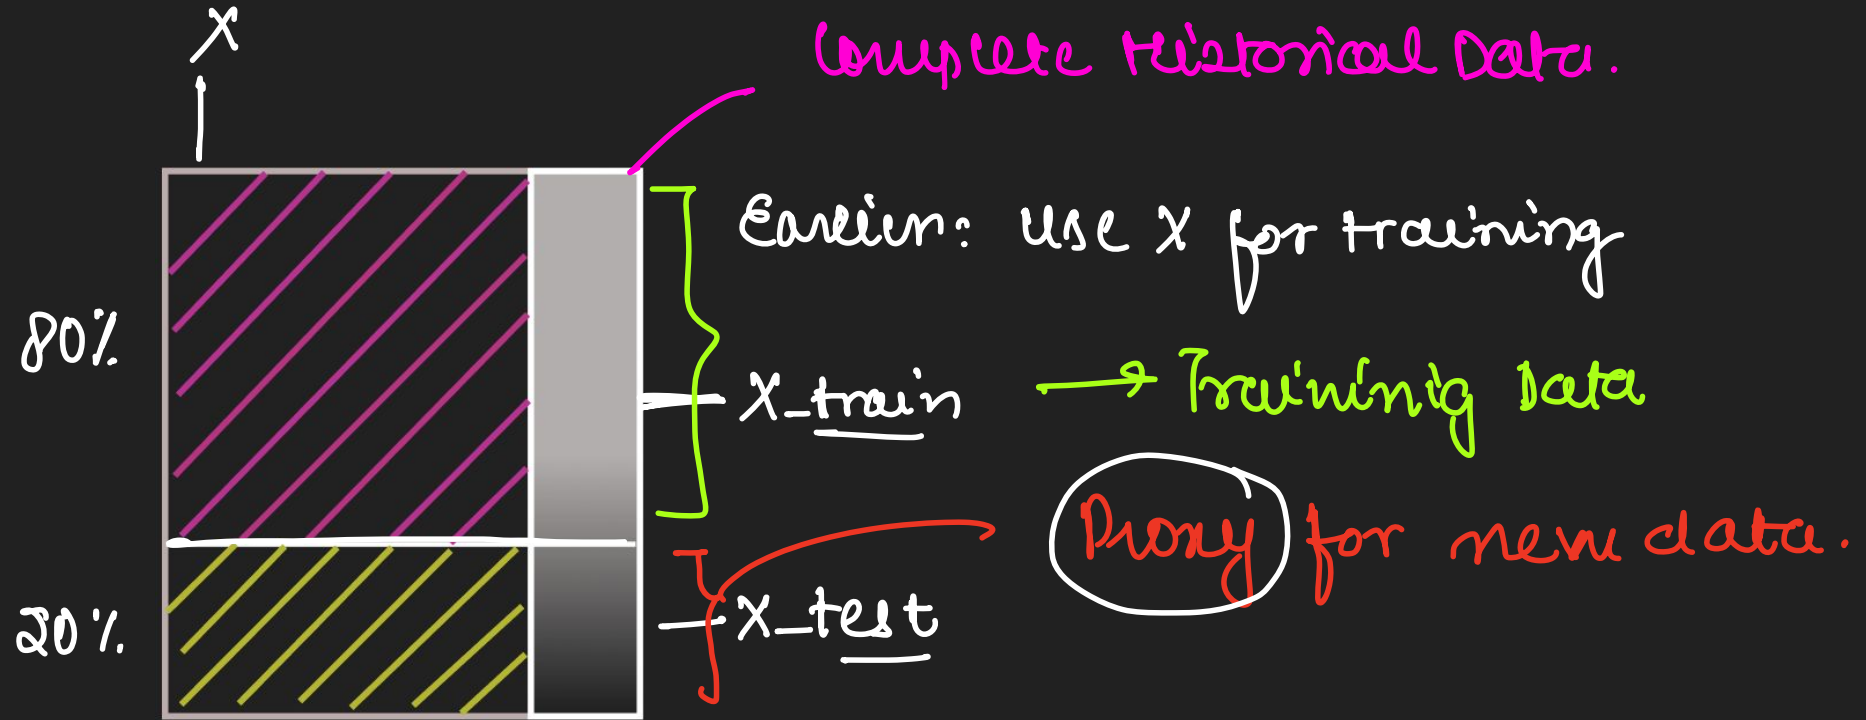 X
Complete Historical Data.
Earlier: Use X for training
80%
X_train → Training Data
Proxy for new data.
20%
X_test